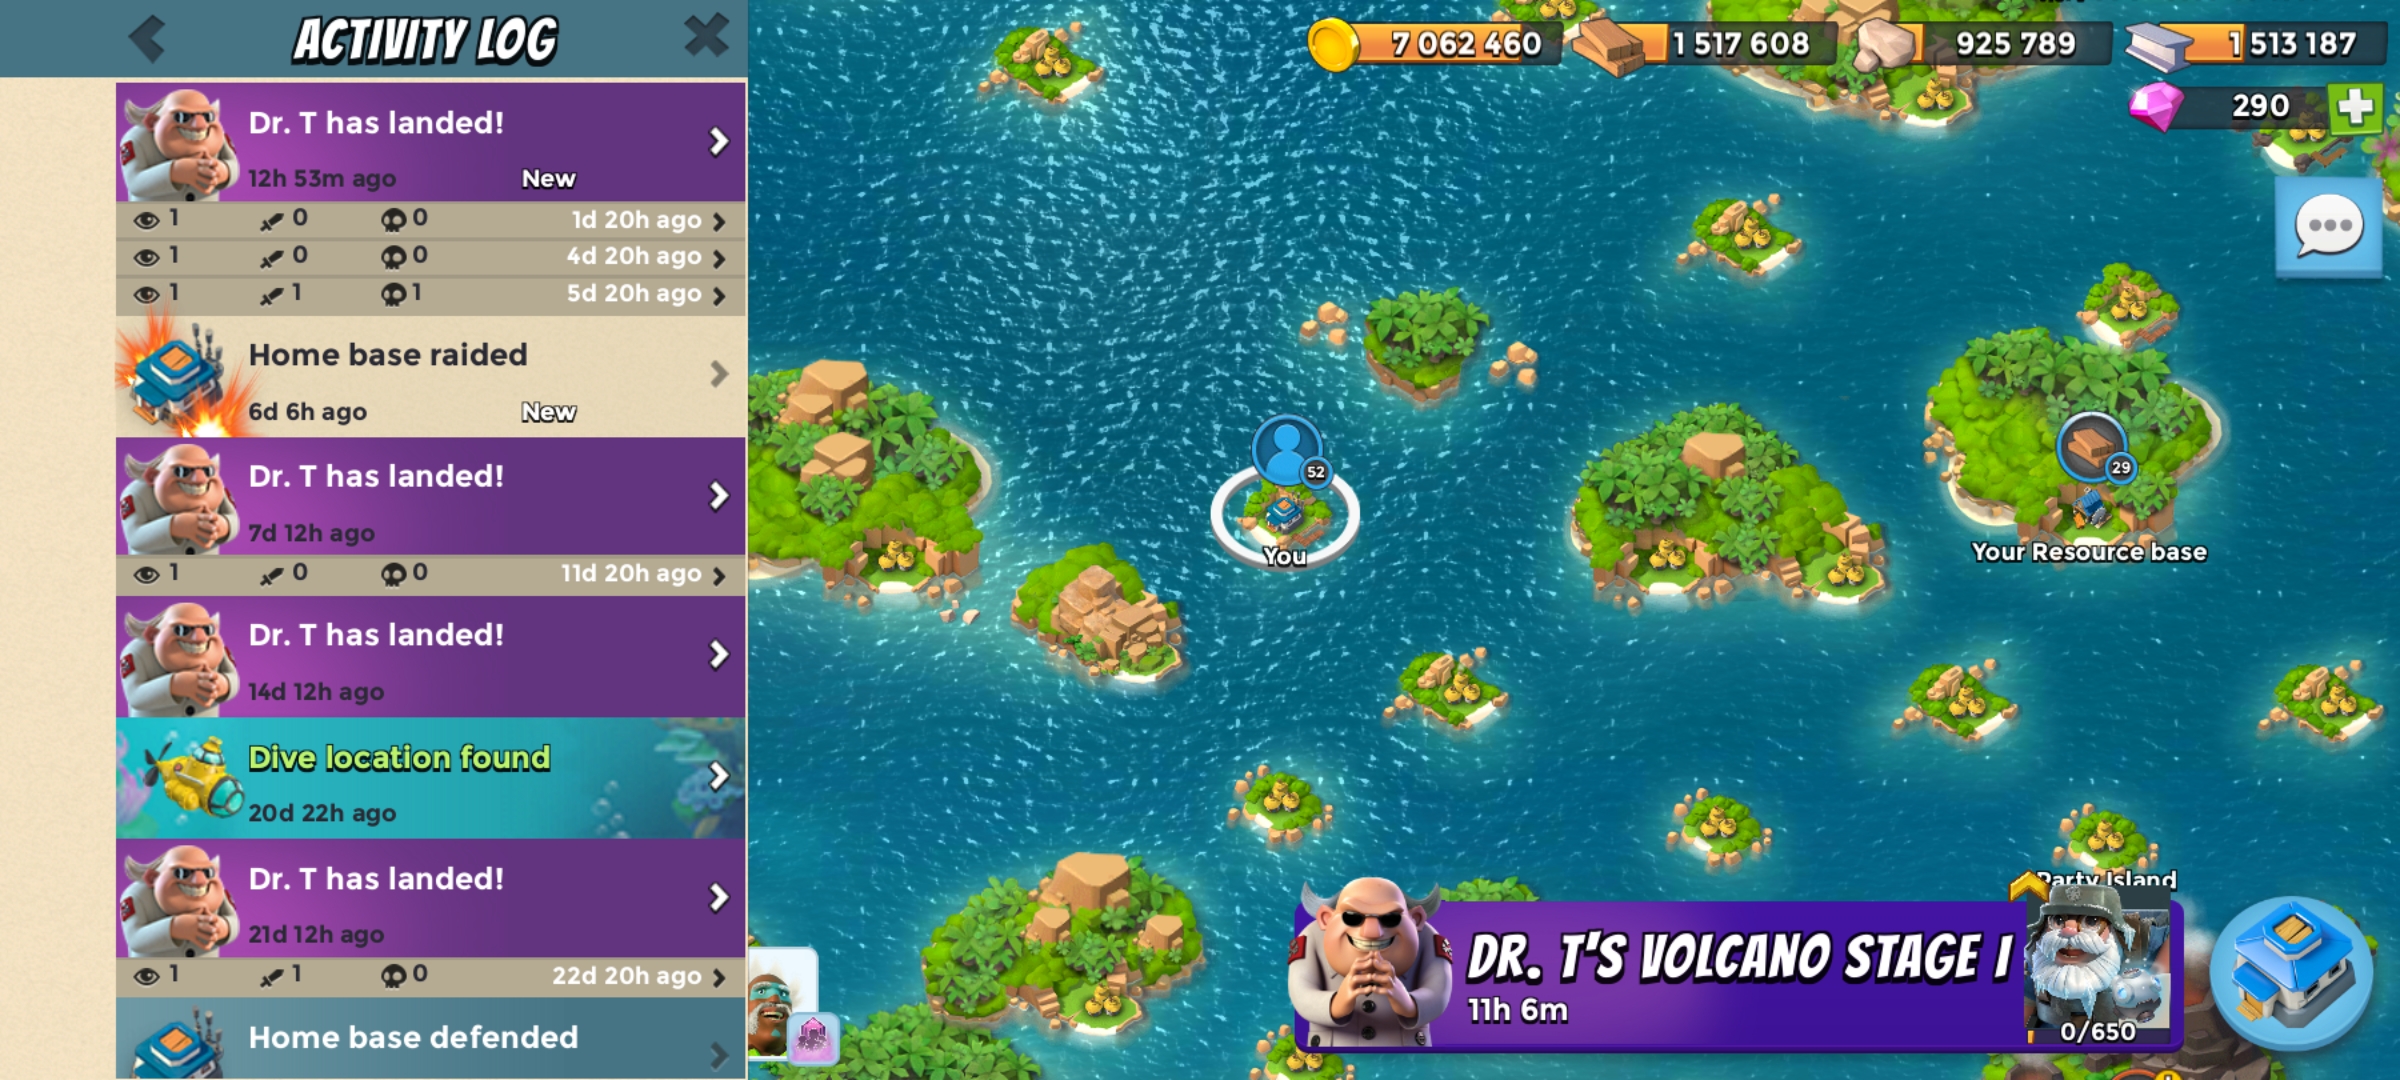 ACTIVITY LOG
Dr. T has landed!
12h 53m ago
New
1 0 0 1d 20h ago
1 0 0 4d 20h ago
1 1 1 5d 20h ago
Home base raided
6d 6h ago
New
Dr. T has landed!
7d 12h ago
1 0 0 11d 20h ago
Dr. T has landed!
14d 12h ago
Dive location found
20d 22h ago
Dr. T has landed!
21d 12h ago
1 1 0 22d 20h ago
Home base defended
7 062 460
1 517 608
925 789
1 513 187
290
52
You
29
Your Resource base
Party Island
DR. T'S VOLCANO STAGE I
11h 6m
0/650